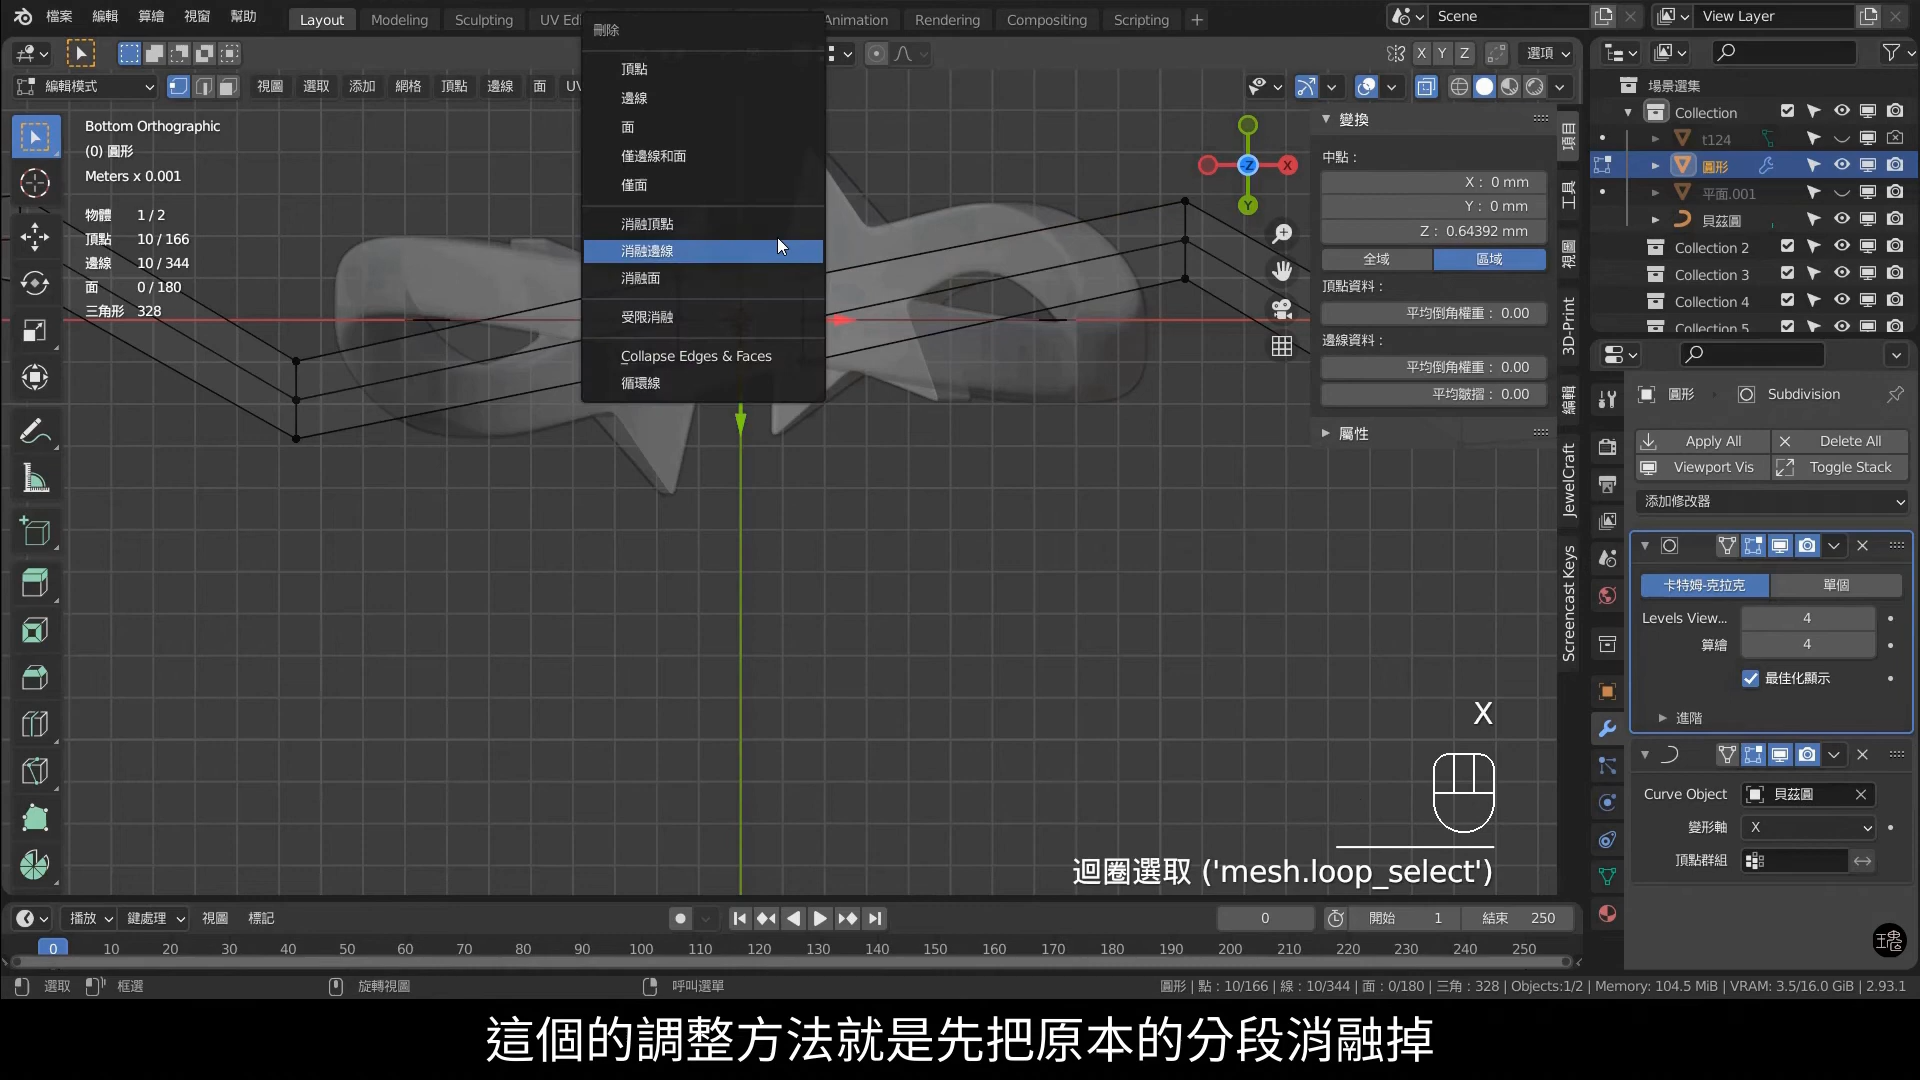 檔案 編輯 算繪 視窗 幫助 Layout Modeling Sculpting UV Edi Animation Rendering Compositing Scripting + Scene View Layer
刪除
X Y Z 選項
編輯模式 視圖 選取 添加 網格 頂點 邊線 面 UV
頂點
邊線
面
僅邊線和面
僅面
消融頂點
消融邊線
消融面
受限消融
Collapse Edges & Faces
循環線
Bottom Orthographic
(0) 圓形
Meters x 0.001
物體 1 / 2
頂點 10 / 166
邊線 10 / 344
面 0 / 180
三角形 328
-Z X Y
變換
中點：
X： 0 mm
Y： 0 mm
Z： 0.64392 mm
全域 區域
頂點資料：
平均倒角權重： 0.00
邊線資料：
平均倒角權重： 0.00
平均皺摺： 0.00
屬性
項目
工具
視圖
3D-Print
編輯
JewelCraft
Screencast Keys
場景選集
Collection
t124
圓形
平面.001
貝茲圓
Collection 2
Collection 3
Collection 4
Collection 5
圓形 Subdivision
Apply All Delete All
Viewport Vis Toggle Stack
添加修改器
卡特姆-克拉克 單個
Levels View... 4
算繪 4
最佳化顯示
進階
Curve Object 貝茲圓
變形軸 X
頂點群組
X
迴圈選取 ('mesh.loop_select')
播放 鍵處理 視圖 標記 0 開始 1 結束 250
0 10 20 30 40 50 60 70 80 90 100 110 120 130 140 150 160 170 180 190 200 210 220 230 240 250
選取 框選 旋轉視圖 呼叫選單 圓形 | 點：10/166 | 線：10/344 | 面：0/180 | 三角：328 | Objects:1/2 | Memory: 104.5 MiB | VRAM: 3.5/16.0 GiB | 2.93.1
這個的調整方法就是先把原本的分段消融掉